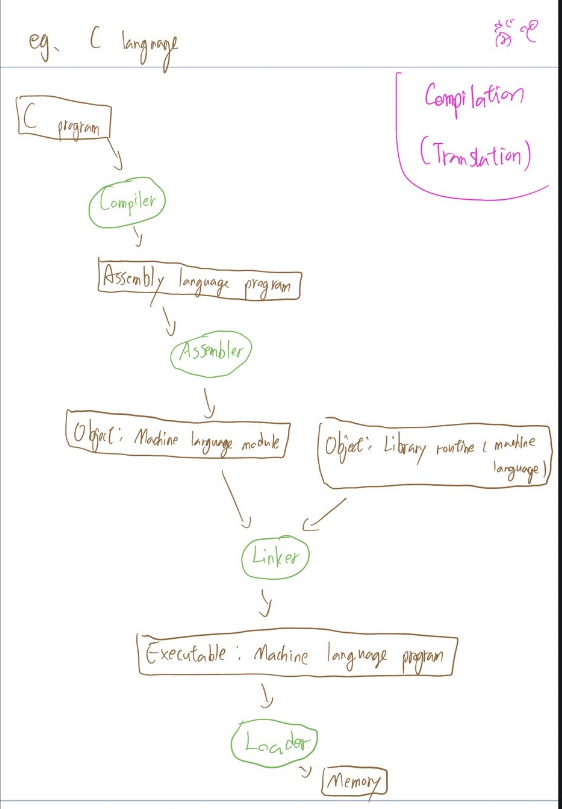 eg. C language
Compilation
(Translation)
C program
Compiler
Assembly language program
Assembler
Object: Machine language module
Object: Library routine (machine
language)
Linker
Executable: Machine language program
Loader
Memory